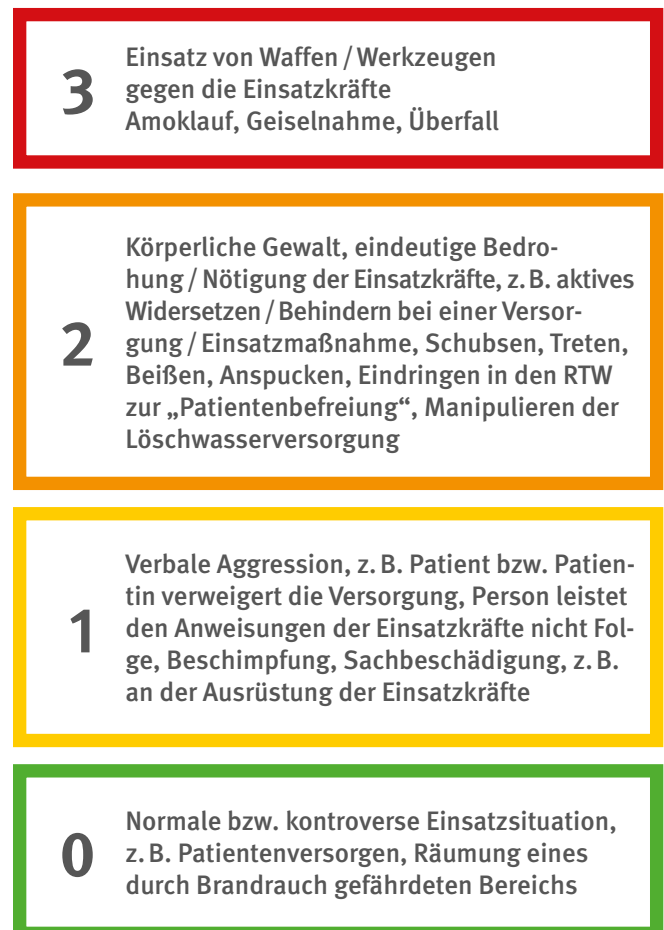 3
Einsatz von Waffen / Werkzeugen
gegen die Einsatzkräfte
Amoklauf, Geiselnahme, Überfall
2
Körperliche Gewalt, eindeutige Bedro-
hung / Nötigung der Einsatzkräfte, z. B. aktives
Widersetzen / Behindern bei einer Versor-
gung / Einsatzmaßnahme, Schubsen, Treten,
Beißen, Anspucken, Eindringen in den RTW
zur „Patientenbefreiung“, Manipulieren der
Löschwasserversorgung
1
Verbale Aggression, z. B. Patient bzw. Patien-
tin verweigert die Versorgung, Person leistet
den Anweisungen der Einsatzkräfte nicht Fol-
ge, Beschimpfung, Sachbeschädigung, z. B.
an der Ausrüstung der Einsatzkräfte
0
Normale bzw. kontroverse Einsatzsituation,
z. B. Patientenversorgen, Räumung eines
durch Brandrauch gefährdeten Bereichs